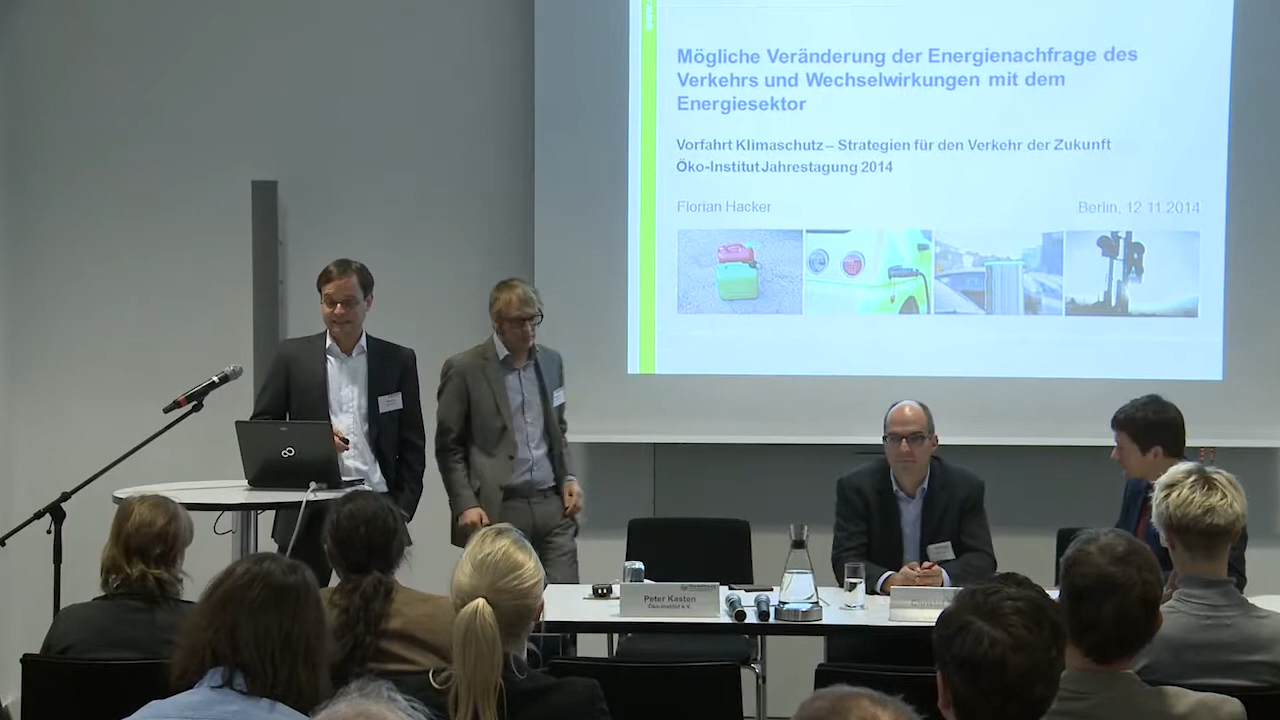 Mögliche Veränderung der Energienachfrage des
Verkehrs und Wechselwirkungen mit dem
Energiesektor
Vorfahrt Klimaschutz – Strategien für den Verkehr der Zukunft
Öko-Institut Jahrestagung 2014
Florian Hacker
Berlin, 12.11.2014
Peter Kasten
Öko-Institut e.V.